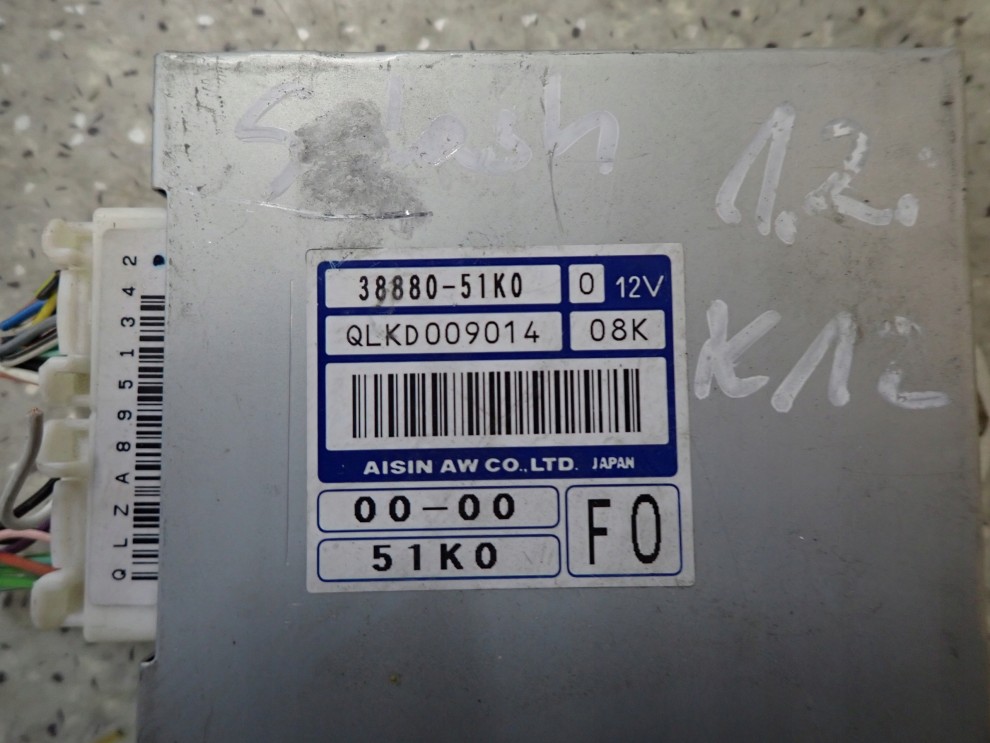 Splash 1.2.
K12
38880-51K0
0 12V
QLKD009014
08K
AISIN AW CO.,LTD. JAPAN
00-00
51K0
F0
QLZA8951342